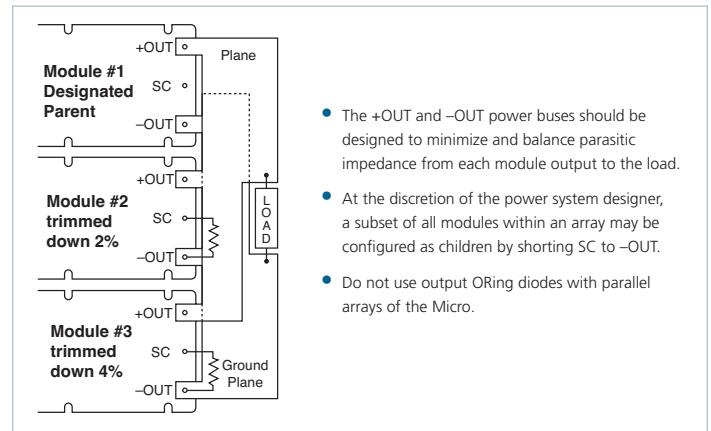 +OUT
Plane
Module #1
Designated
Parent
SC
–OUT
+OUT
Module #2
trimmed
down 2%
SC
–OUT
LOAD
+OUT
Module #3
trimmed
down 4%
SC
Ground
Plane
–OUT
• The +OUT and –OUT power buses should be
designed to minimize and balance parasitic
impedance from each module output to the load.
• At the discretion of the power system designer,
a subset of all modules within an array may be
configured as children by shorting SC to –OUT.
• Do not use output ORing diodes with parallel
arrays of the Micro.